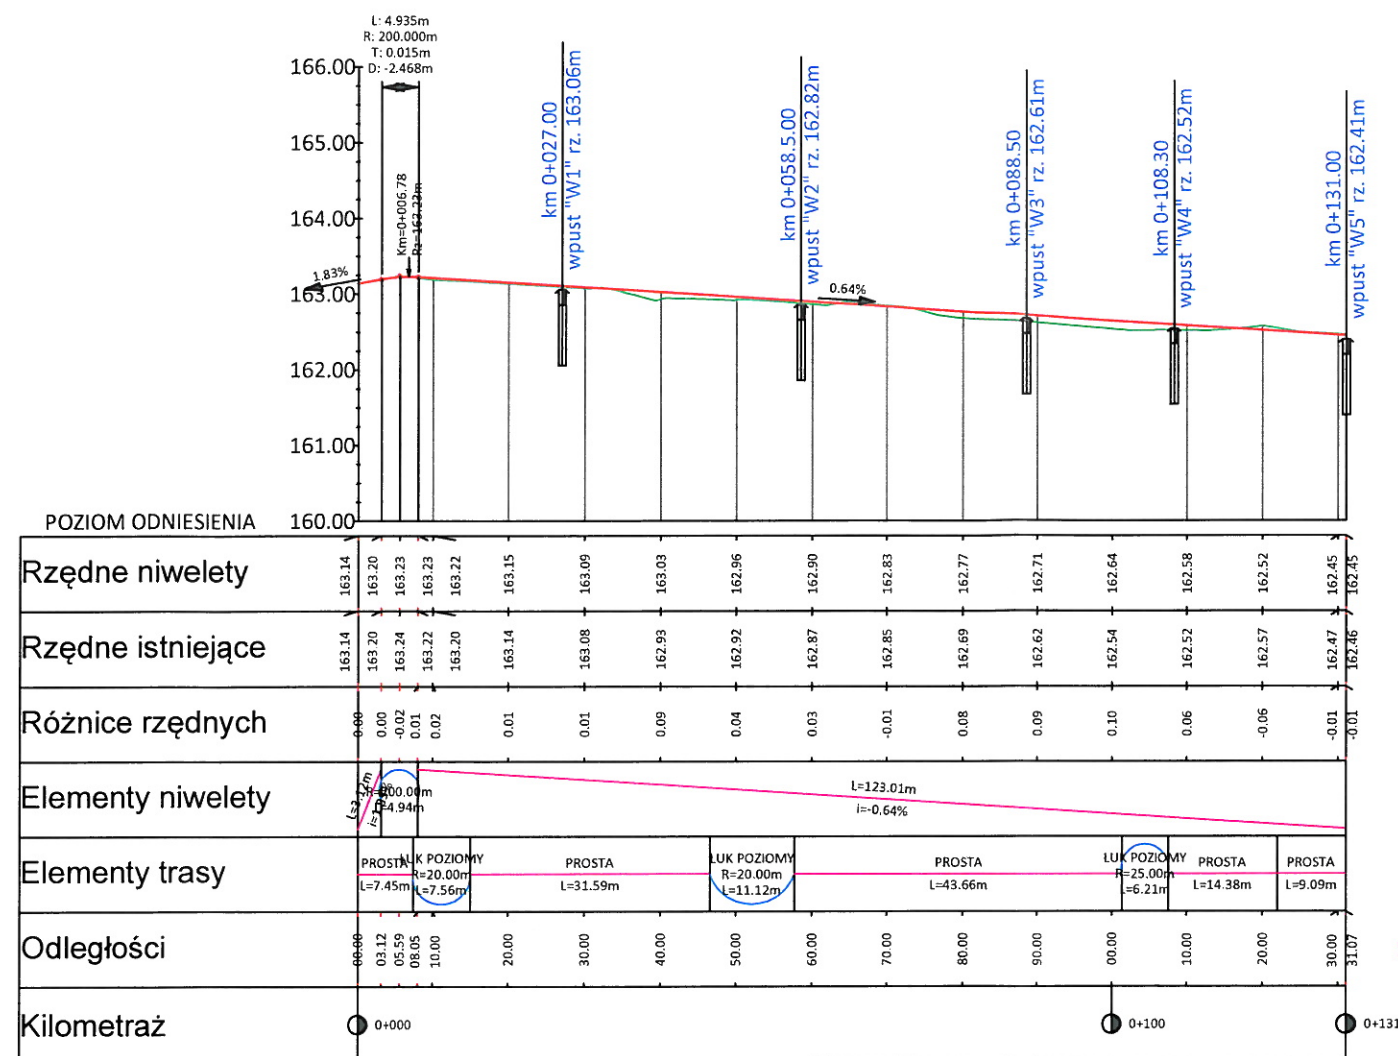 L: 4.935m
R: 200.000m
T: 0.015m
D: -2.468m
166.00
165.00
164.00
163.00
162.00
161.00
160.00
Km=0+006.78
Rz=163.23m
1.83%
km 0+027.00
wpust "W1" rz. 163.06m
km 0+058.5.00
wpust "W2" rz. 162.82m
0.64%
km 0+088.50
wpust "W3" rz. 162.61m
km 0+108.30
wpust "W4" rz. 162.52m
km 0+131.00
wpust "W5" rz. 162.41m
POZIOM ODNIESIENIA
Rzędne niwelety
163.14 163.20 163.23 163.23 163.22 163.15 163.09 163.03 162.96 162.90 162.83 162.77 162.71 162.64 162.58 162.52 162.45 162.45
Rzędne istniejące
163.14 163.20 163.24 163.22 163.20 163.14 163.08 162.93 162.92 162.87 162.85 162.69 162.62 162.54 162.52 162.57 162.47 162.46
Różnice rzędnych
0.00 0.00 -0.02 0.01 0.02 0.01 0.01 0.09 0.04 0.03 -0.01 0.08 0.09 0.10 0.06 -0.06 -0.01 -0.01
Elementy niwelety
L=3.12m
R=200.00m
L=4.94m
L=123.01m
i=-0.64%
Elementy trasy
PROSTA
L=7.45m
ŁUK POZIOMY
R=20.00m
L=7.56m
PROSTA
L=31.59m
ŁUK POZIOMY
R=20.00m
L=11.12m
PROSTA
L=43.66m
ŁUK POZIOMY
R=25.00m
L=6.21m
PROSTA
L=14.38m
PROSTA
L=9.09m
Odległości
00.00 03.12 05.59 08.05 10.00 20.00 30.00 40.00 50.00 60.00 70.00 80.00 90.00 00.00 10.00 20.00 30.00 31.07
Kilometraż
0+000
0+100
0+131